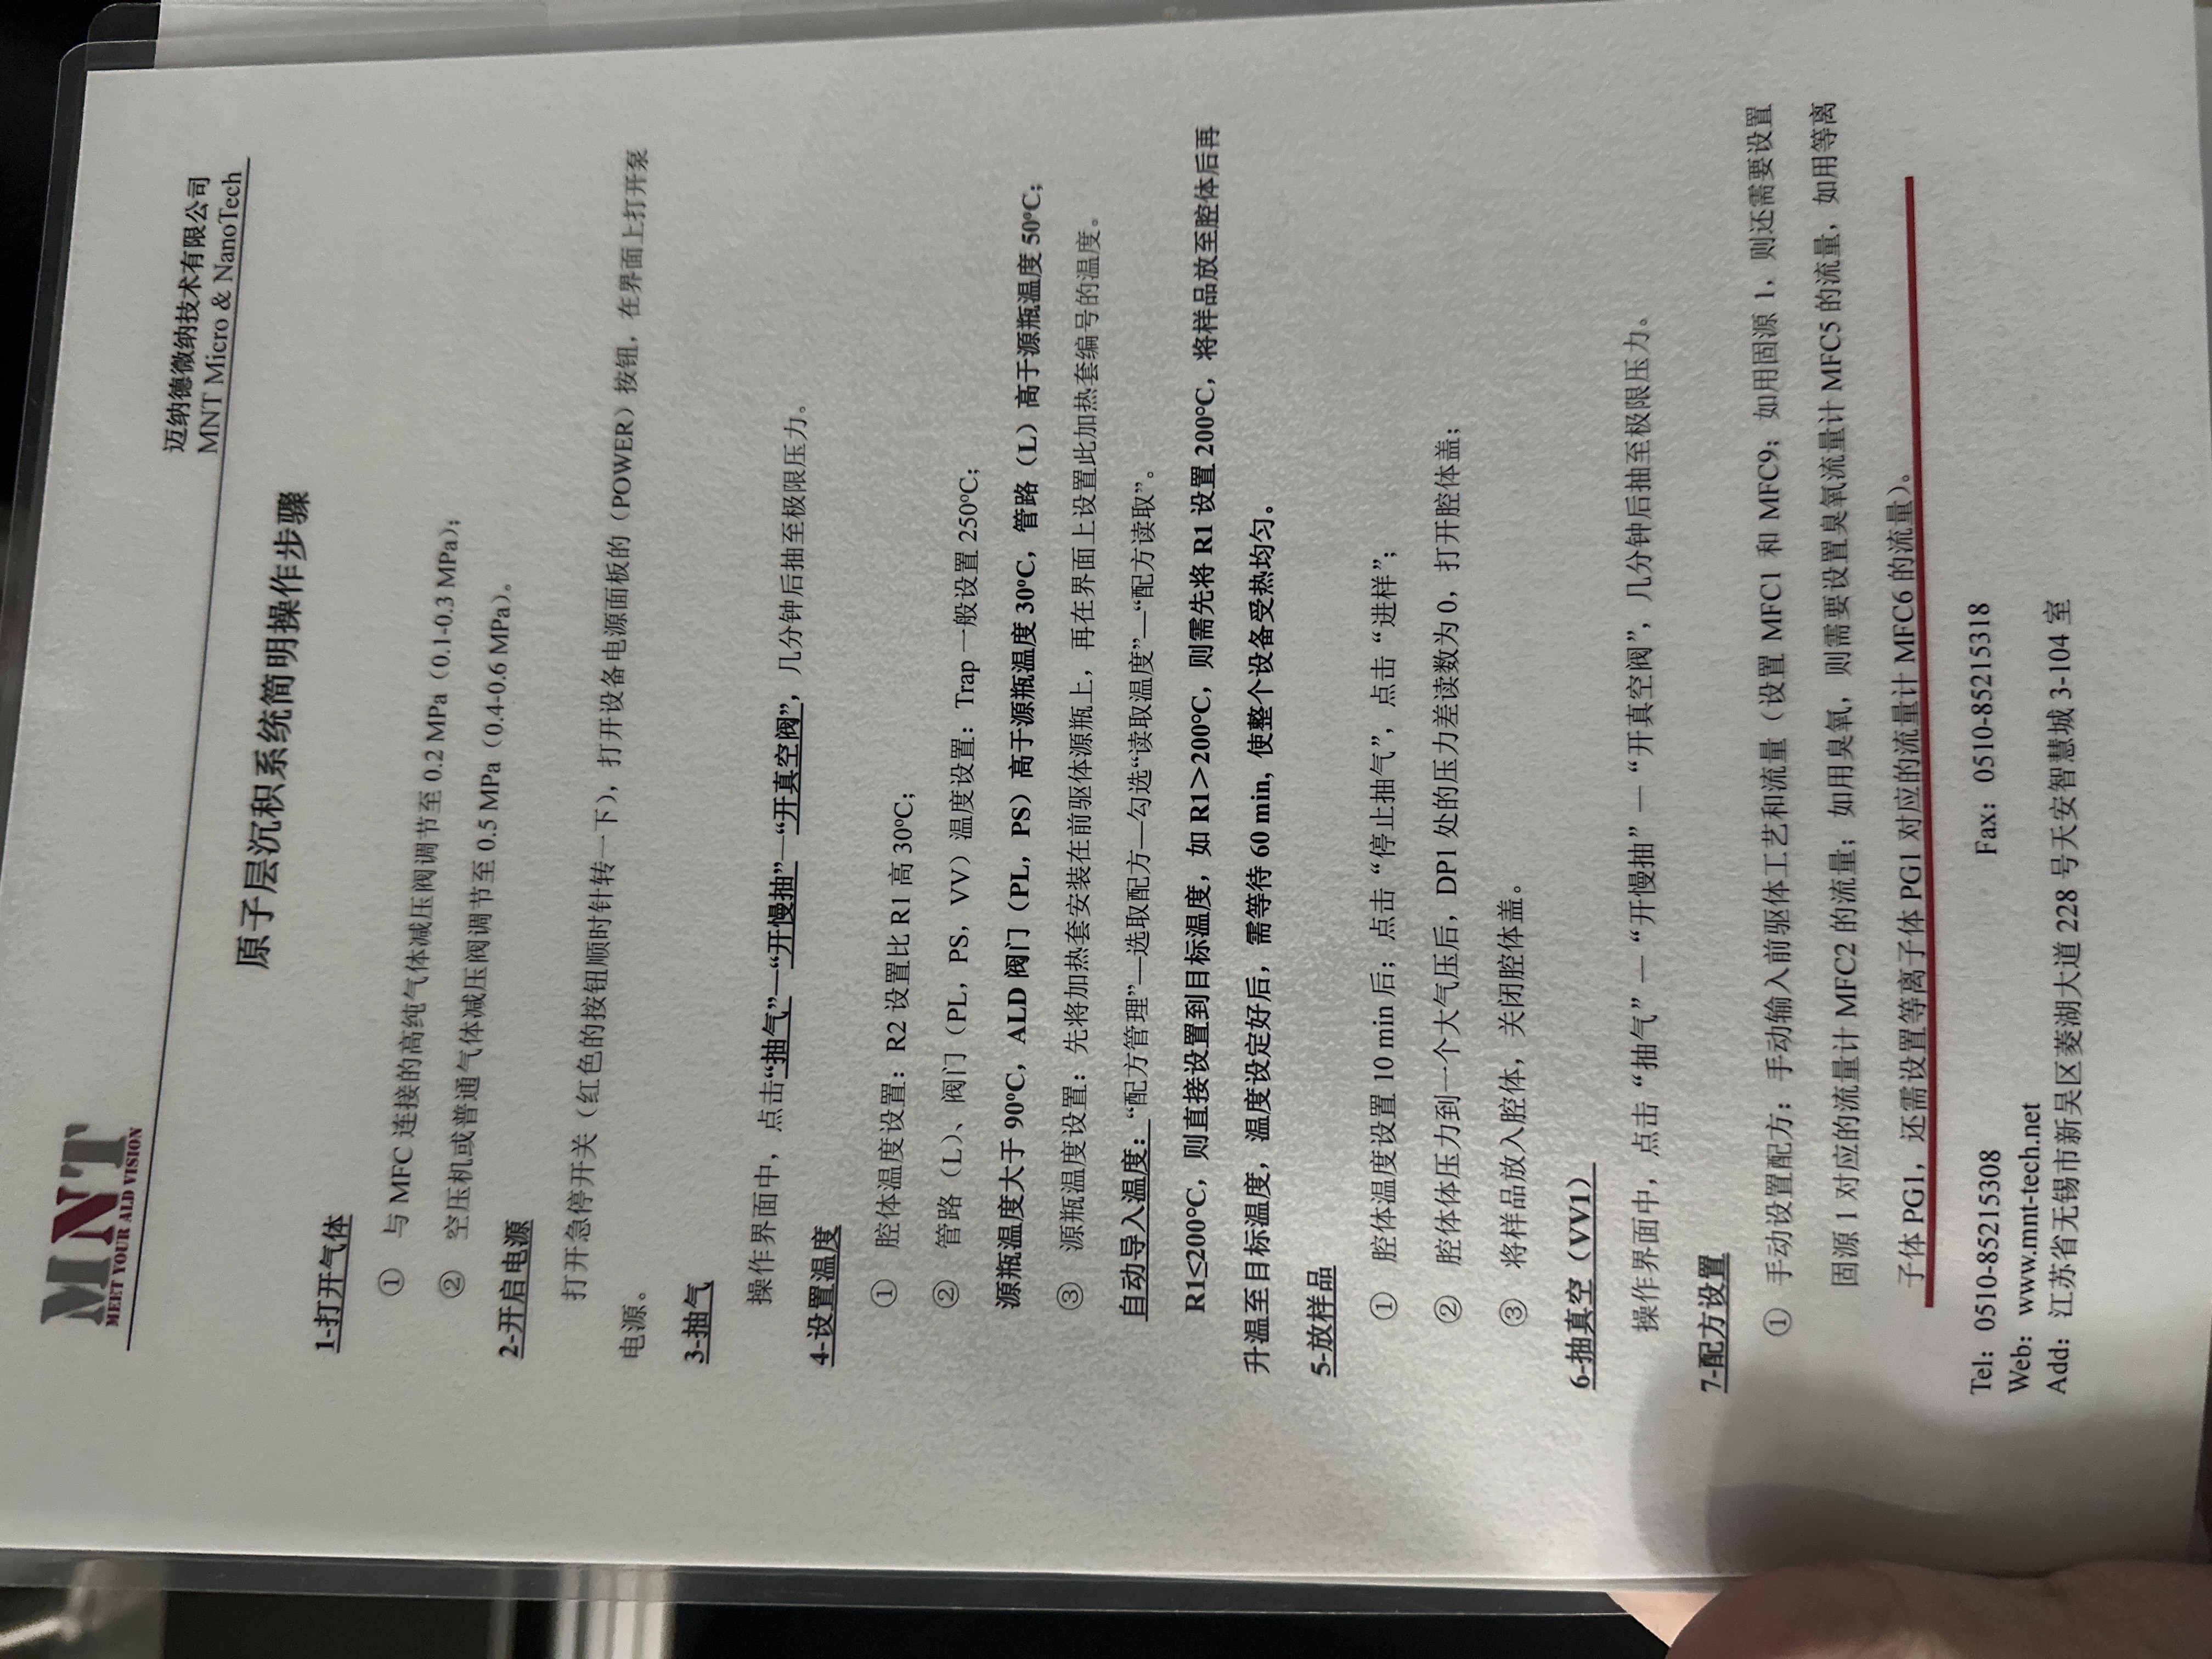 MNT
MEET YOUR ALD VISION
迈纳德微纳技术有限公司
MNT Micro & NanoTech
原子层沉积系统简明操作步骤
1-打开气体
① 与 MFC 连接的高纯气体减压阀调节至 0.2 MPa（0.1-0.3 MPa）；
② 空压机或普通气体减压阀调节至 0.5 MPa（0.4-0.6 MPa）。
2-开启电源
打开急停开关（红色的按钮顺时针转一下），打开设备电源面板的（POWER）按钮，在界面上打开泵
电源。
3-抽气
操作界面中，点击“抽气”—“开慢抽”—“开真空阀”，几分钟后抽至极限压力。
4-设置温度
① 腔体温度设置：R2 设置比 R1 高 30℃；
② 管路（L）、阀门（PL，PS，VV）温度设置：Trap 一般设置 250℃；
源瓶温度大于 90℃，ALD 阀门（PL，PS）高于源瓶温度 30℃，管路（L）高于源瓶温度 50℃；
③ 源瓶温度设置：先将加热套安装在前驱体源瓶上，再在界面上设置此加热套编号的温度。
自动导入温度：“配方管理”—选取配方—勾选“读取温度”—“配方读取”。
R1≤200℃，则直接设置到目标温度，如 R1＞200℃，则需先将 R1 设置 200℃，将样品放至腔体后再
升温至目标温度，温度设定好后，需等待 60 min, 使整个设备受热均匀。
5-放样品
① 腔体温度设置 10 min 后；点击“停止抽气”，点击“进样”；
② 腔体体压力到一个大气压后，DP1 处的压力差读数为 0，打开腔体盖；
③ 将样品放入腔体，关闭腔体盖。
6-抽真空（VV1）
操作界面中，点击“抽气”—“开慢抽”—“开真空阀”，几分钟后抽至极限压力。
7-配方设置
① 手动设置配方：手动输入前驱体工艺和流量（设置 MFC1 和 MFC9；如用固源 1，则还需要设置
固源 1 对应的流量计 MFC2 的流量；如用臭氧，则需要设置臭氧流量计 MFC5 的流量，如用等离
子体 PG1，还需设置等离子体 PG1 对应的流量计 MFC6 的流量）。
Tel：0510-85215308 Fax：0510-85215318
Web：www.mnt-tech.net
Add：江苏省无锡市新吴区菱湖大道 228 号天安智慧城 3-104 室